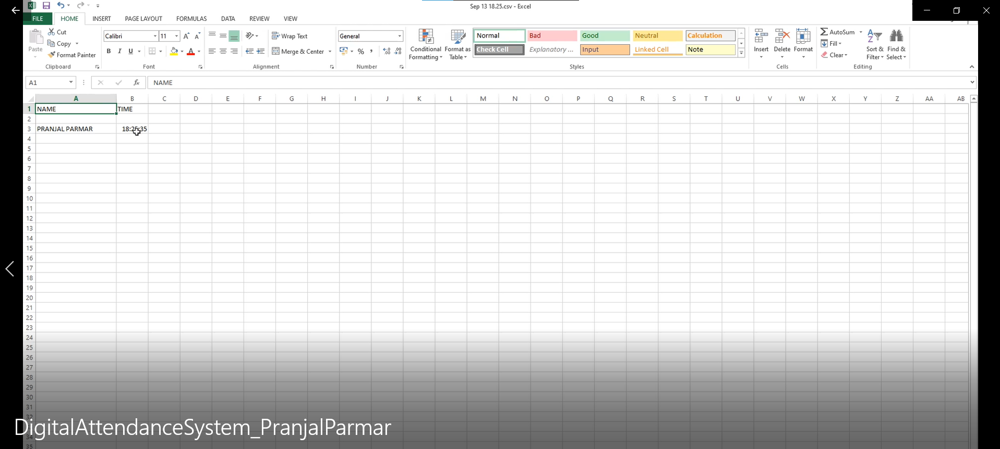 Sep 13 18.25.csv - Excel
FILE HOME INSERT PAGE LAYOUT FORMULAS DATA REVIEW VIEW
Paste
Cut
Copy
Format Painter
Clipboard
Calibri 11
B I U
Font
Wrap Text
Merge & Center
Alignment
General
%
Number
Conditional Formatting
Format as Table
Normal Bad Good Neutral Calculation
Check Cell Explanatory ... Input Linked Cell Note
Styles
Insert Delete Format
Cells
AutoSum
Fill
Clear
Sort & Filter
Find & Select
Editing
A1 fx NAME
A B C D E F G H I J K L M N O P Q R S T U V W X Y Z AA AB
1 NAME TIME
2
3 PRANJAL PARMAR 18:25:35
4
5
6
7
8
9
10
11
12
13
14
15
16
17
18
19
20
21
22
23
24
25
26
27
28
29
30
31
32
DigitalAttendanceSystem_PranjalParmar
34
35